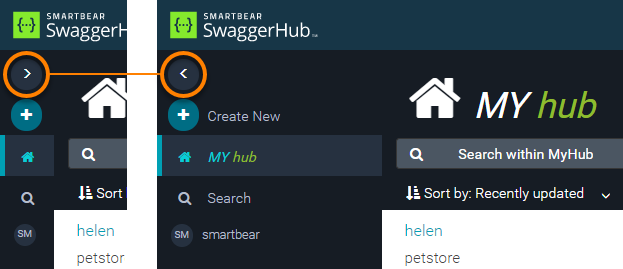 SMARTBEAR
SwaggerHub
Sort
SM
helen
petstor
SMARTBEAR
SwaggerHub
Create New
MY hub
Search
SM smartbear
MY hub
Search within MyHub
Sort by: Recently updated
helen
petstore